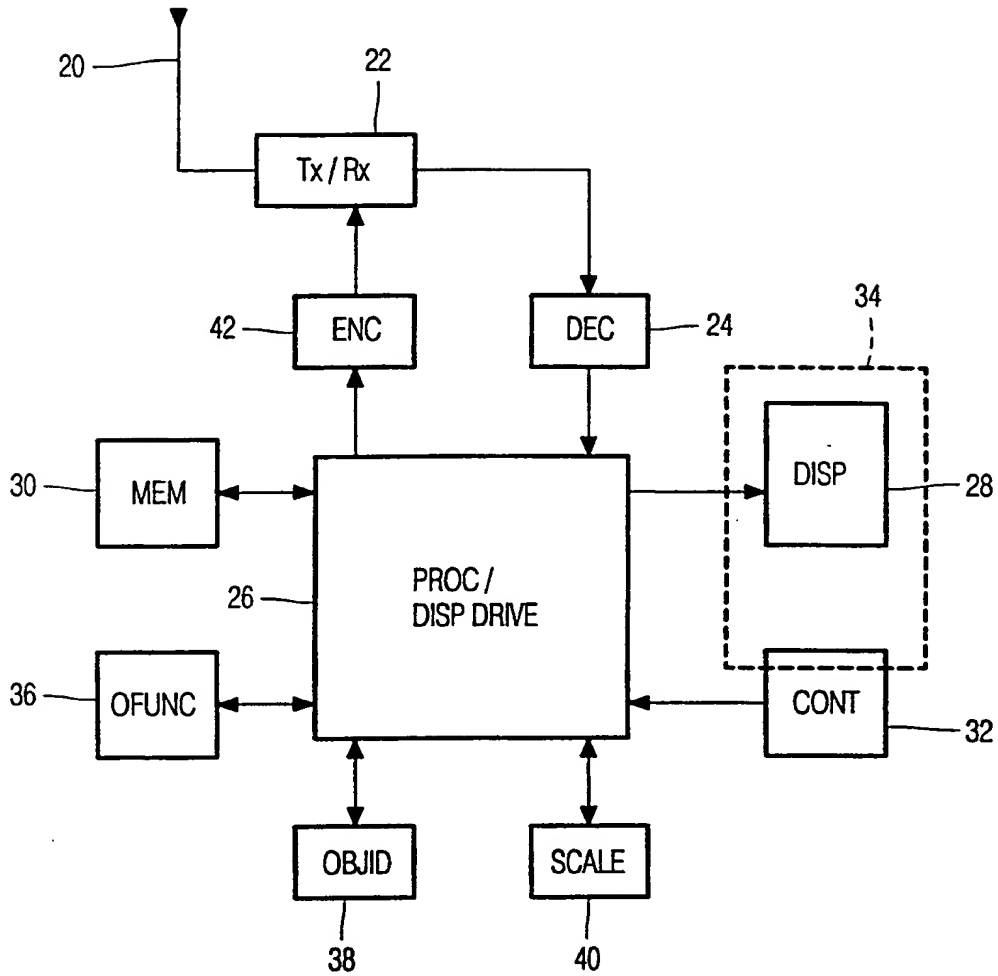 20
22
Tx / Rx
34
42
ENC
DEC
24
30
MEM
DISP
28
26
PROC /
DISP DRIVE
36
OFUNC
CONT
32
OBJID
SCALE
38
40